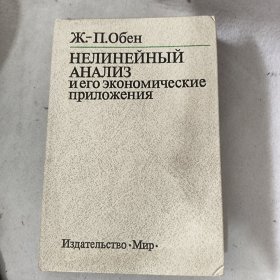 Ж.-П.Обен
НЕЛИНЕЙНЫЙ
АНАЛИЗ
и его экономические
приложения
Издательство «Мир»